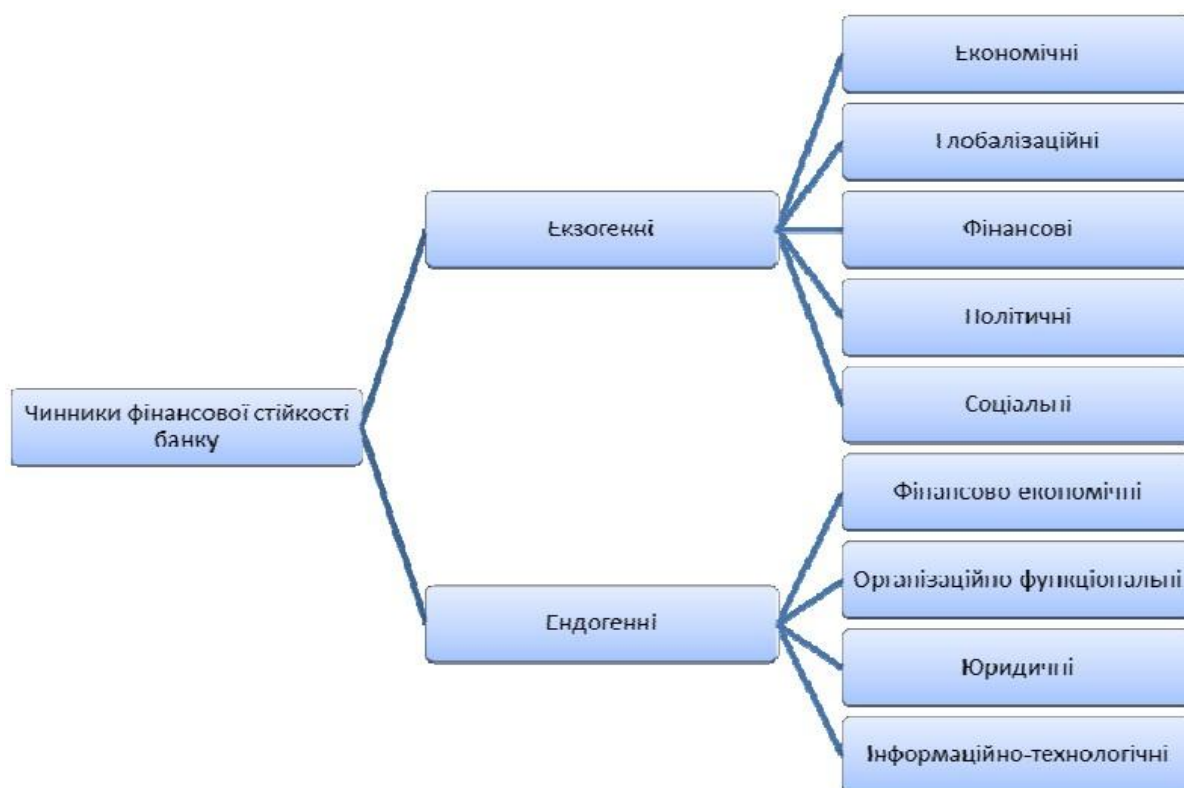 Економічні
Глобалізаційні
Екзогенні
Фінансові
Політичні
Чинники фінансової стійкості
банку
Соціальні
Фінансово економічні
Організаційно функціональні
Ендогенні
Юридичні
Інформаційно-технологічні